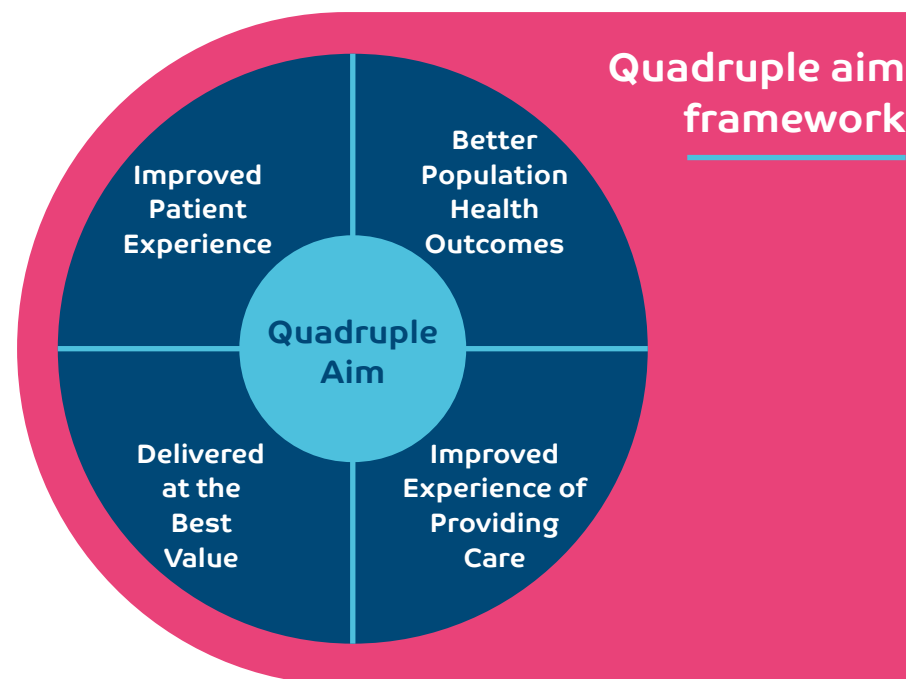 Quadruple aim
framework
Improved
Patient
Experience
Better
Population
Health
Outcomes
Quadruple
Aim
Delivered
at the
Best
Value
Improved
Experience of
Providing
Care